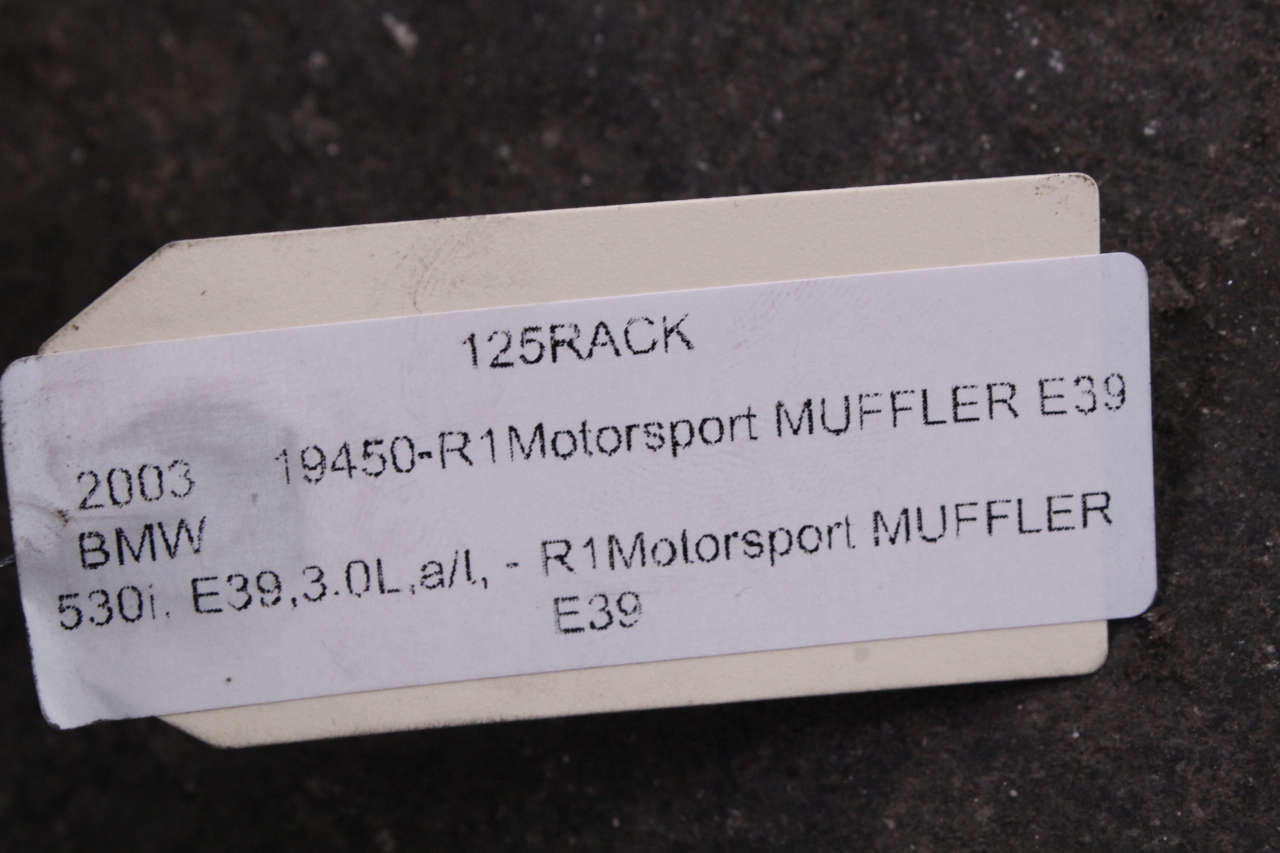 125RACK
2003 19450-R1Motorsport MUFFLER E39
BMW
530i, E39,3.0L,a/t, - R1Motorsport MUFFLER
E39